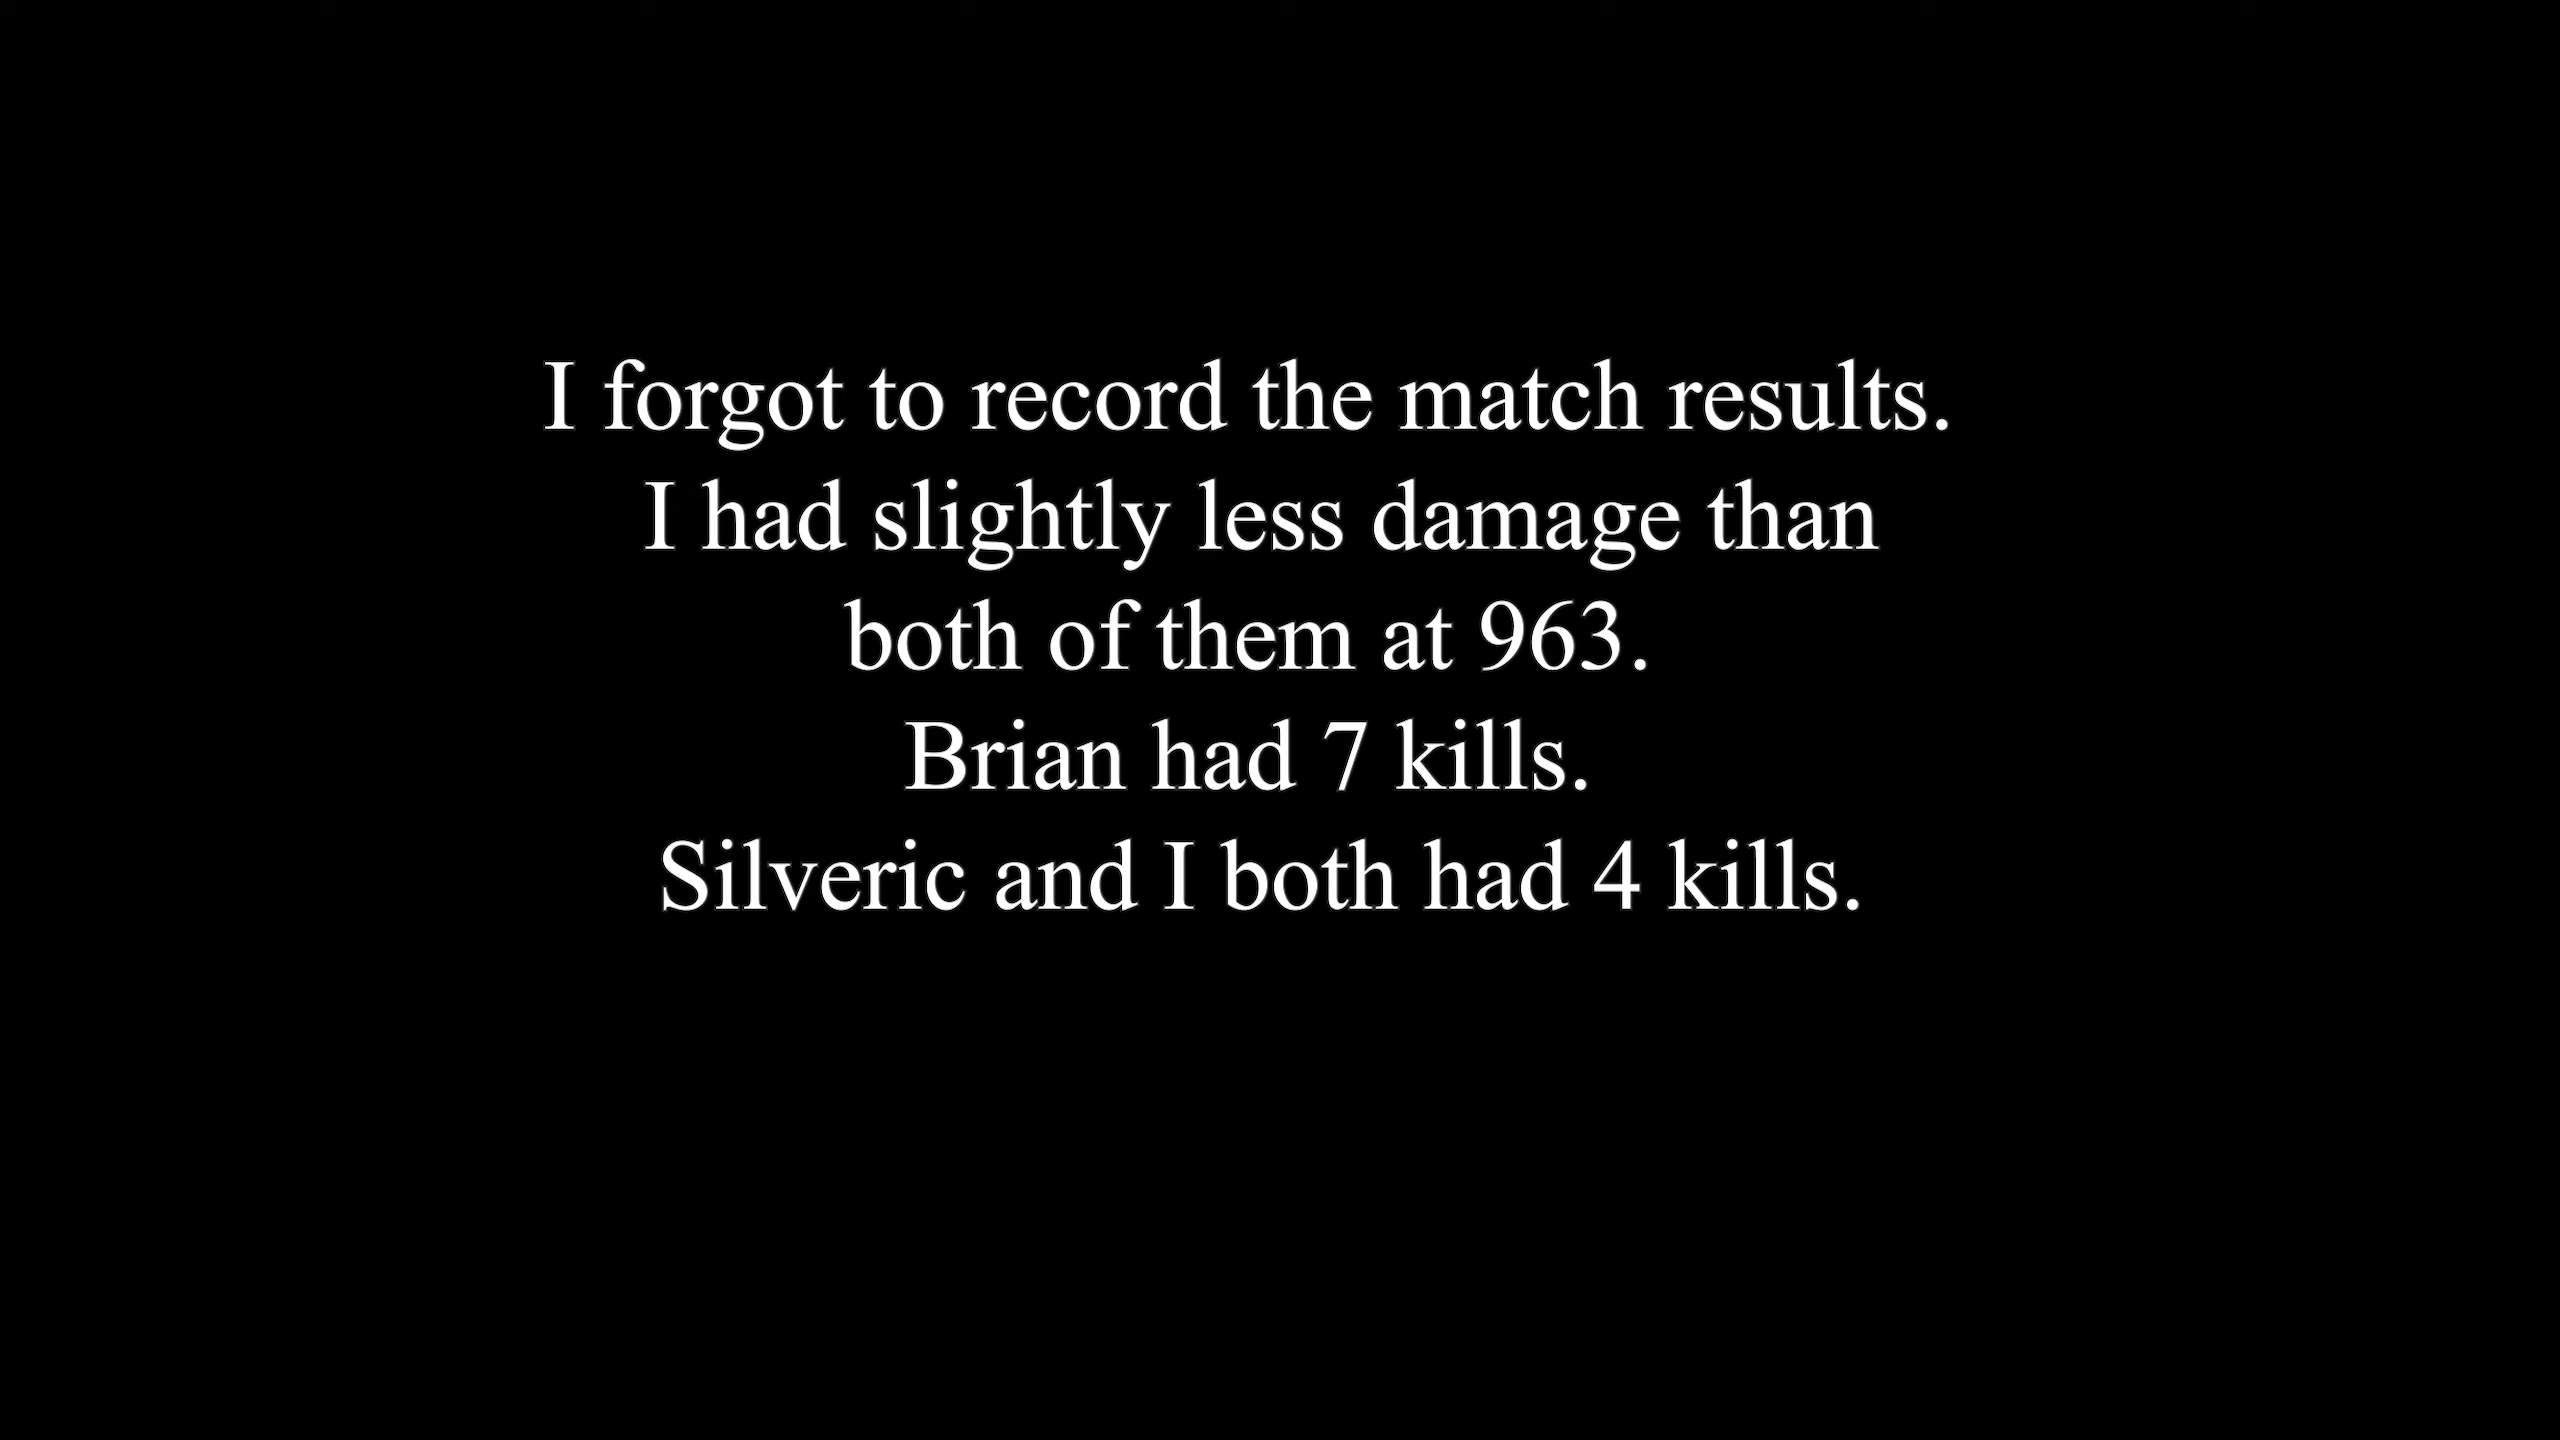 I forgot to record the match results.
I had slightly less damage than
both of them at 963.
Brian had 7 kills.
Silveric and I both had 4 kills.